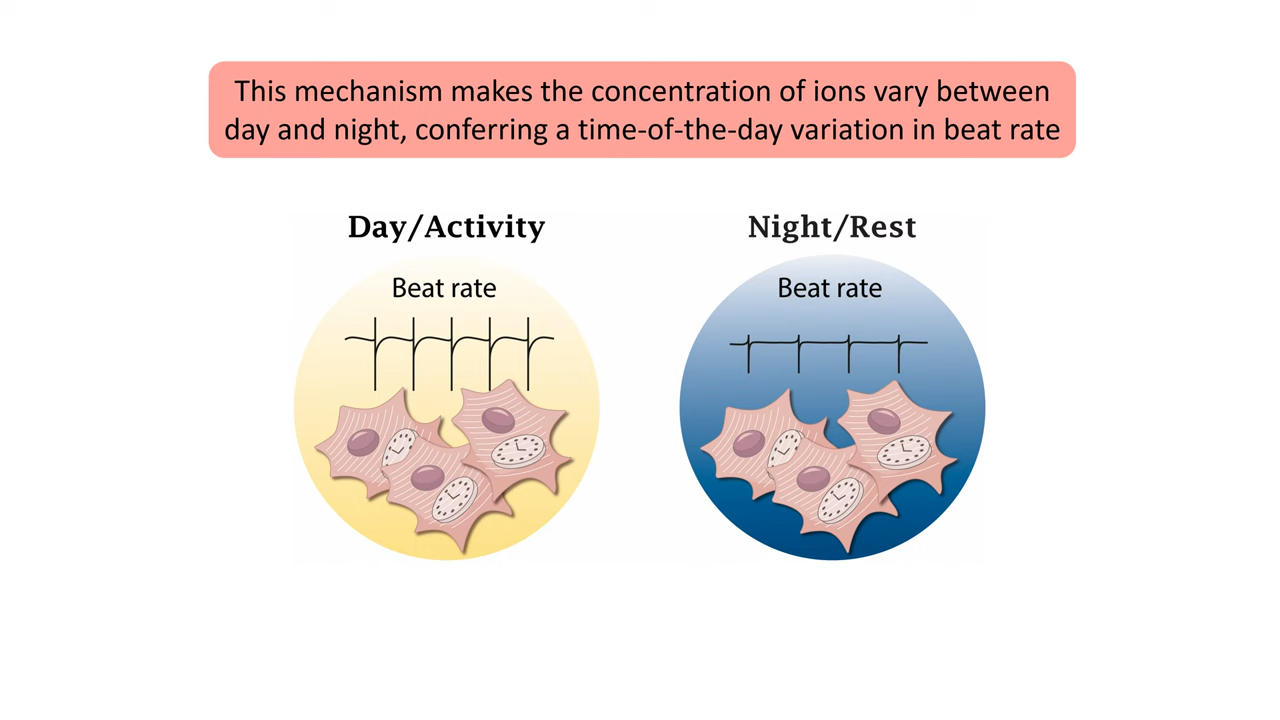 This mechanism makes the concentration of ions vary between
day and night, conferring a time-of-the-day variation in beat rate
Day/Activity
Night/Rest
Beat rate
Beat rate